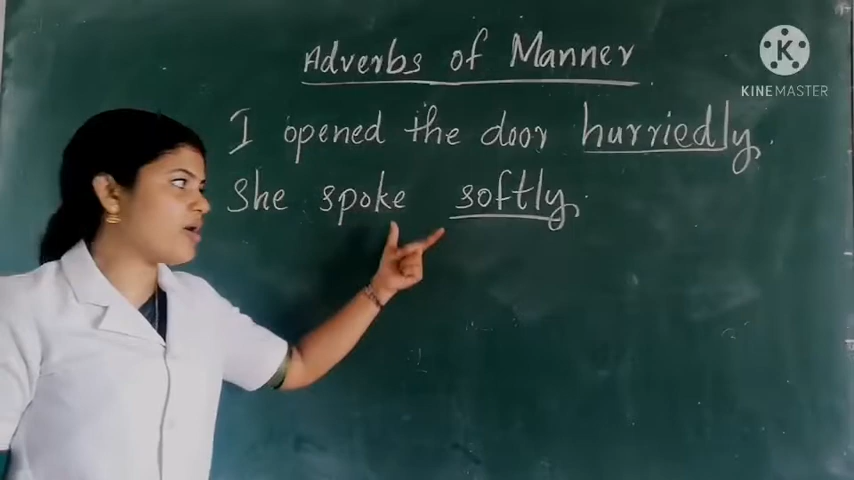 Adverbs of Manner
I opened the door hurriedly.
She spoke softly.
K
KINEMASTER